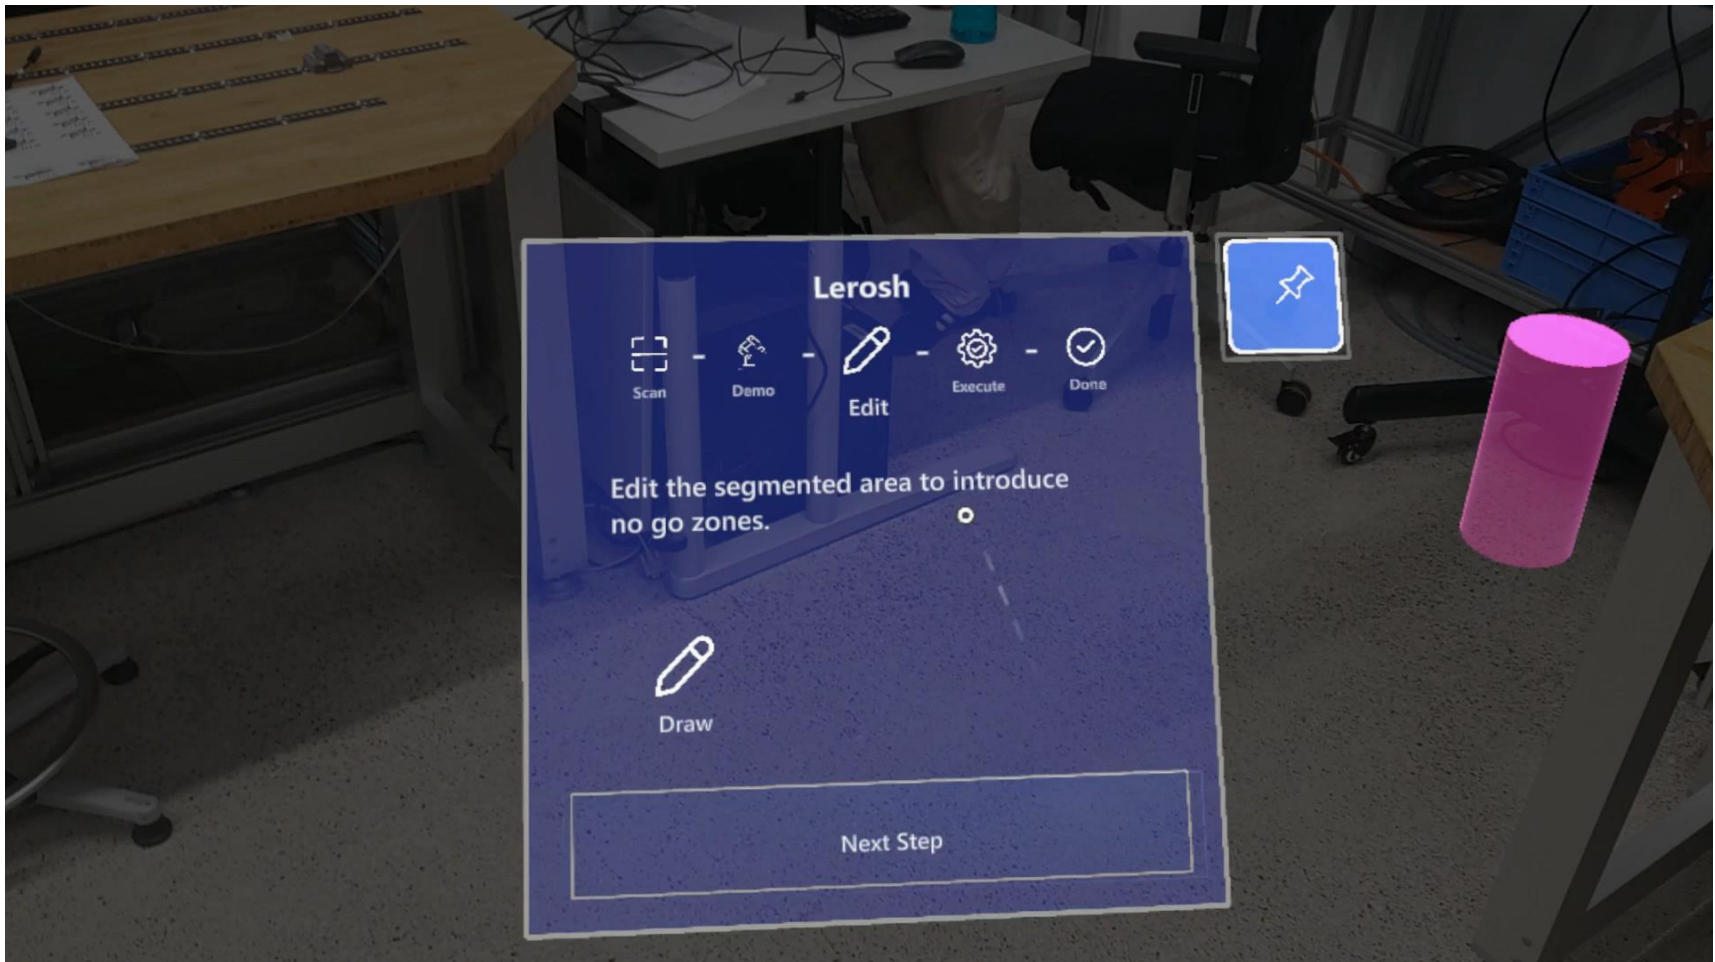 Lerosh
Scan
Demo
Edit
Execute
Done
Edit the segmented area to introduce
no go zones.
Draw
Next Step